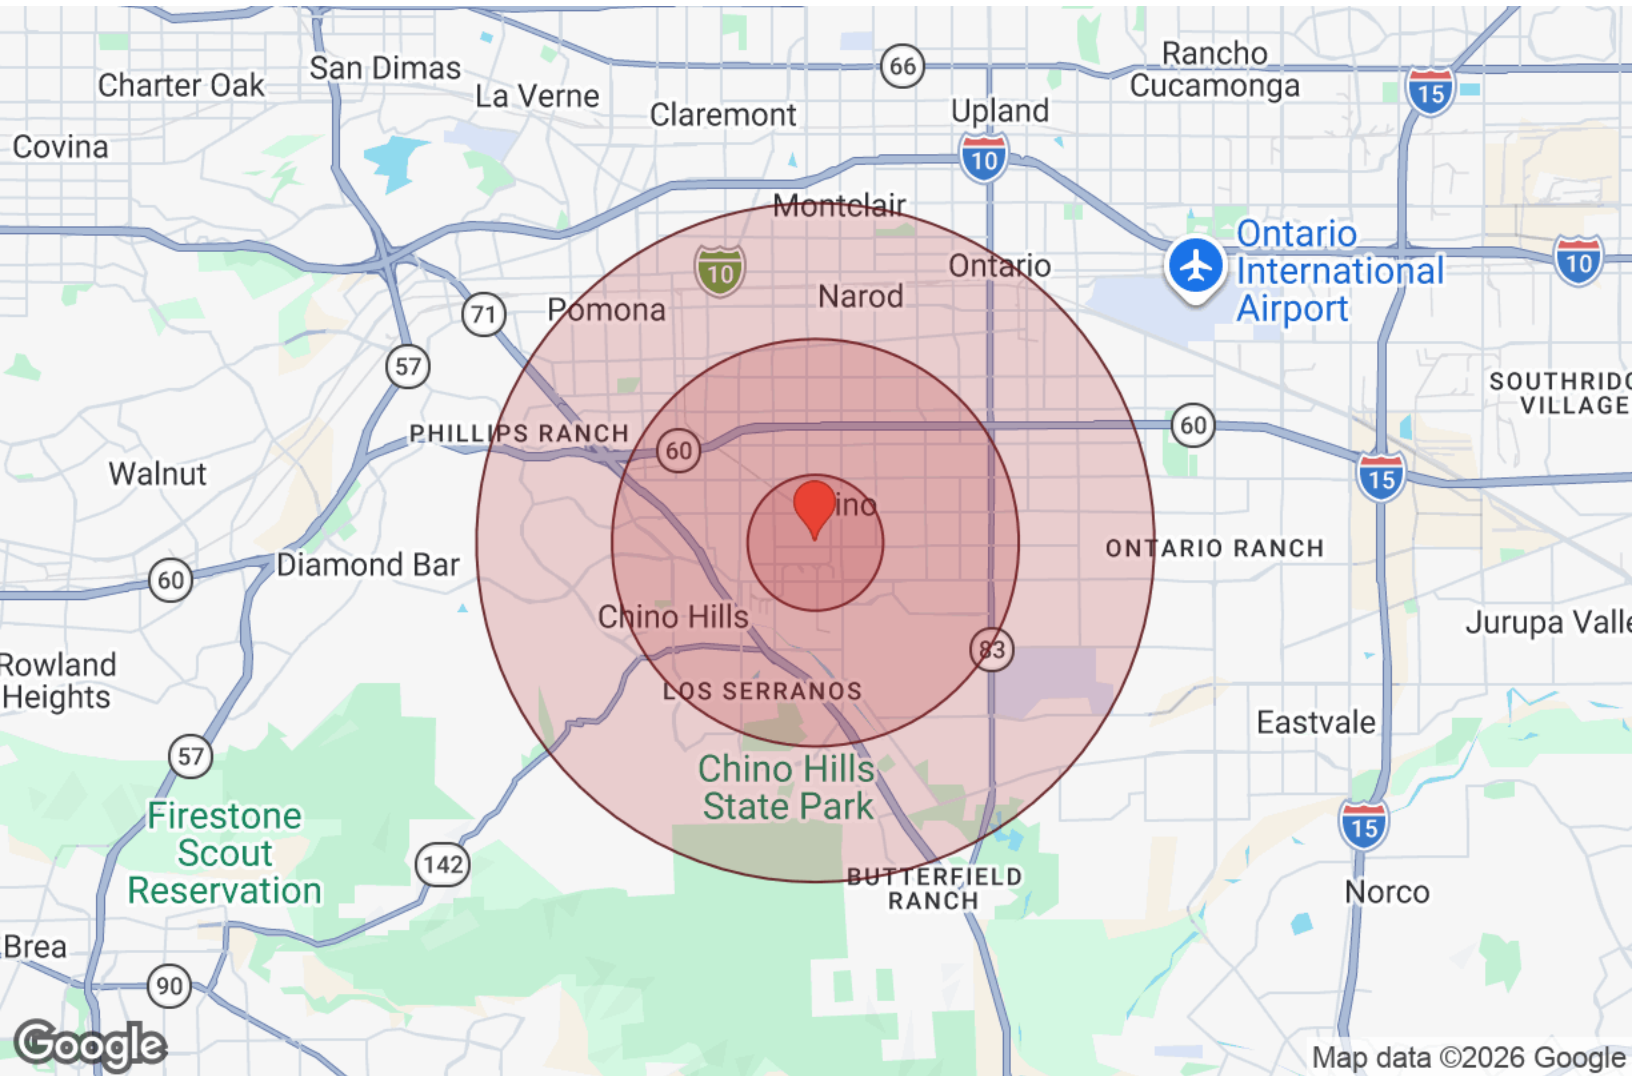 Rancho
Cucamonga
66
San Dimas
Charter Oak
La Verne
15
Claremont
Upland
Covina
10
Montclair
Ontario
International
Airport
10
10
Ontario
Narod
Pomona
71
57
SOUTHRIDG
VILLAGE
PHILLIPS RANCH
60
60
Walnut
15
ino
ONTARIO RANCH
Diamond Bar
60
Chino Hills
Jurupa Valle
83
Rowland
Heights
LOS SERRANOS
Eastvale
57
Chino Hills
State Park
Firestone
Scout
Reservation
15
142
BUTTERFIELD
RANCH
Norco
Brea
90
Google
Map data ©2026 Google